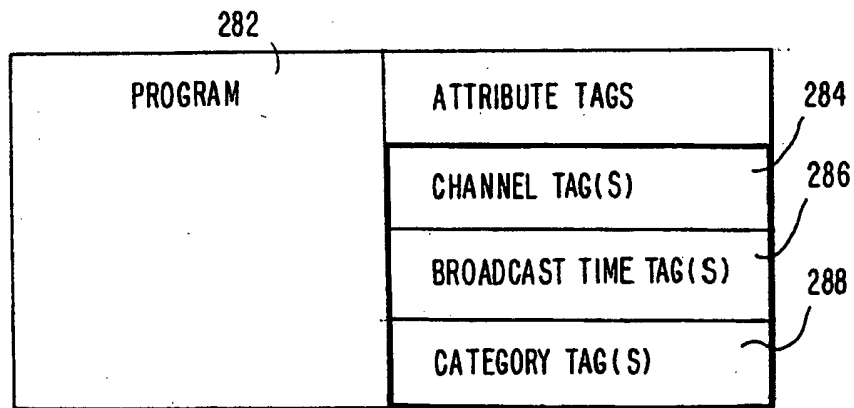 282
PROGRAM
ATTRIBUTE TAGS
284
CHANNEL TAG(S)
286
BROADCAST TIME TAG(S)
288
CATEGORY TAG(S)